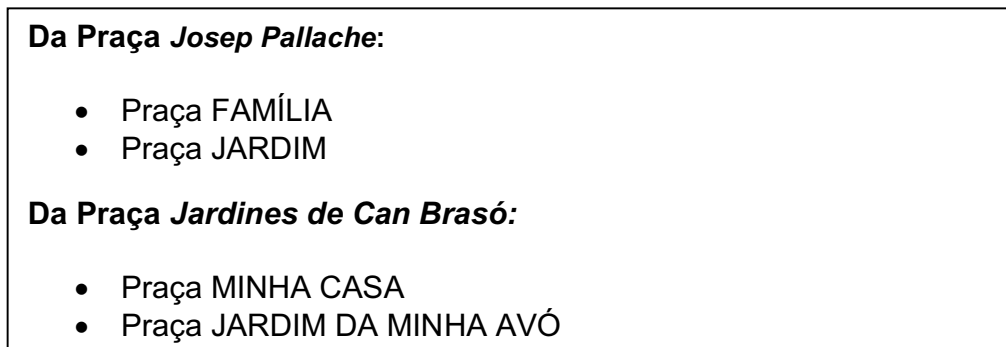 Da Praça Josep Pallache:
• Praça FAMÍLIA
• Praça JARDIM
Da Praça Jardines de Can Brasó:
• Praça MINHA CASA
• Praça JARDIM DA MINHA AVÓ